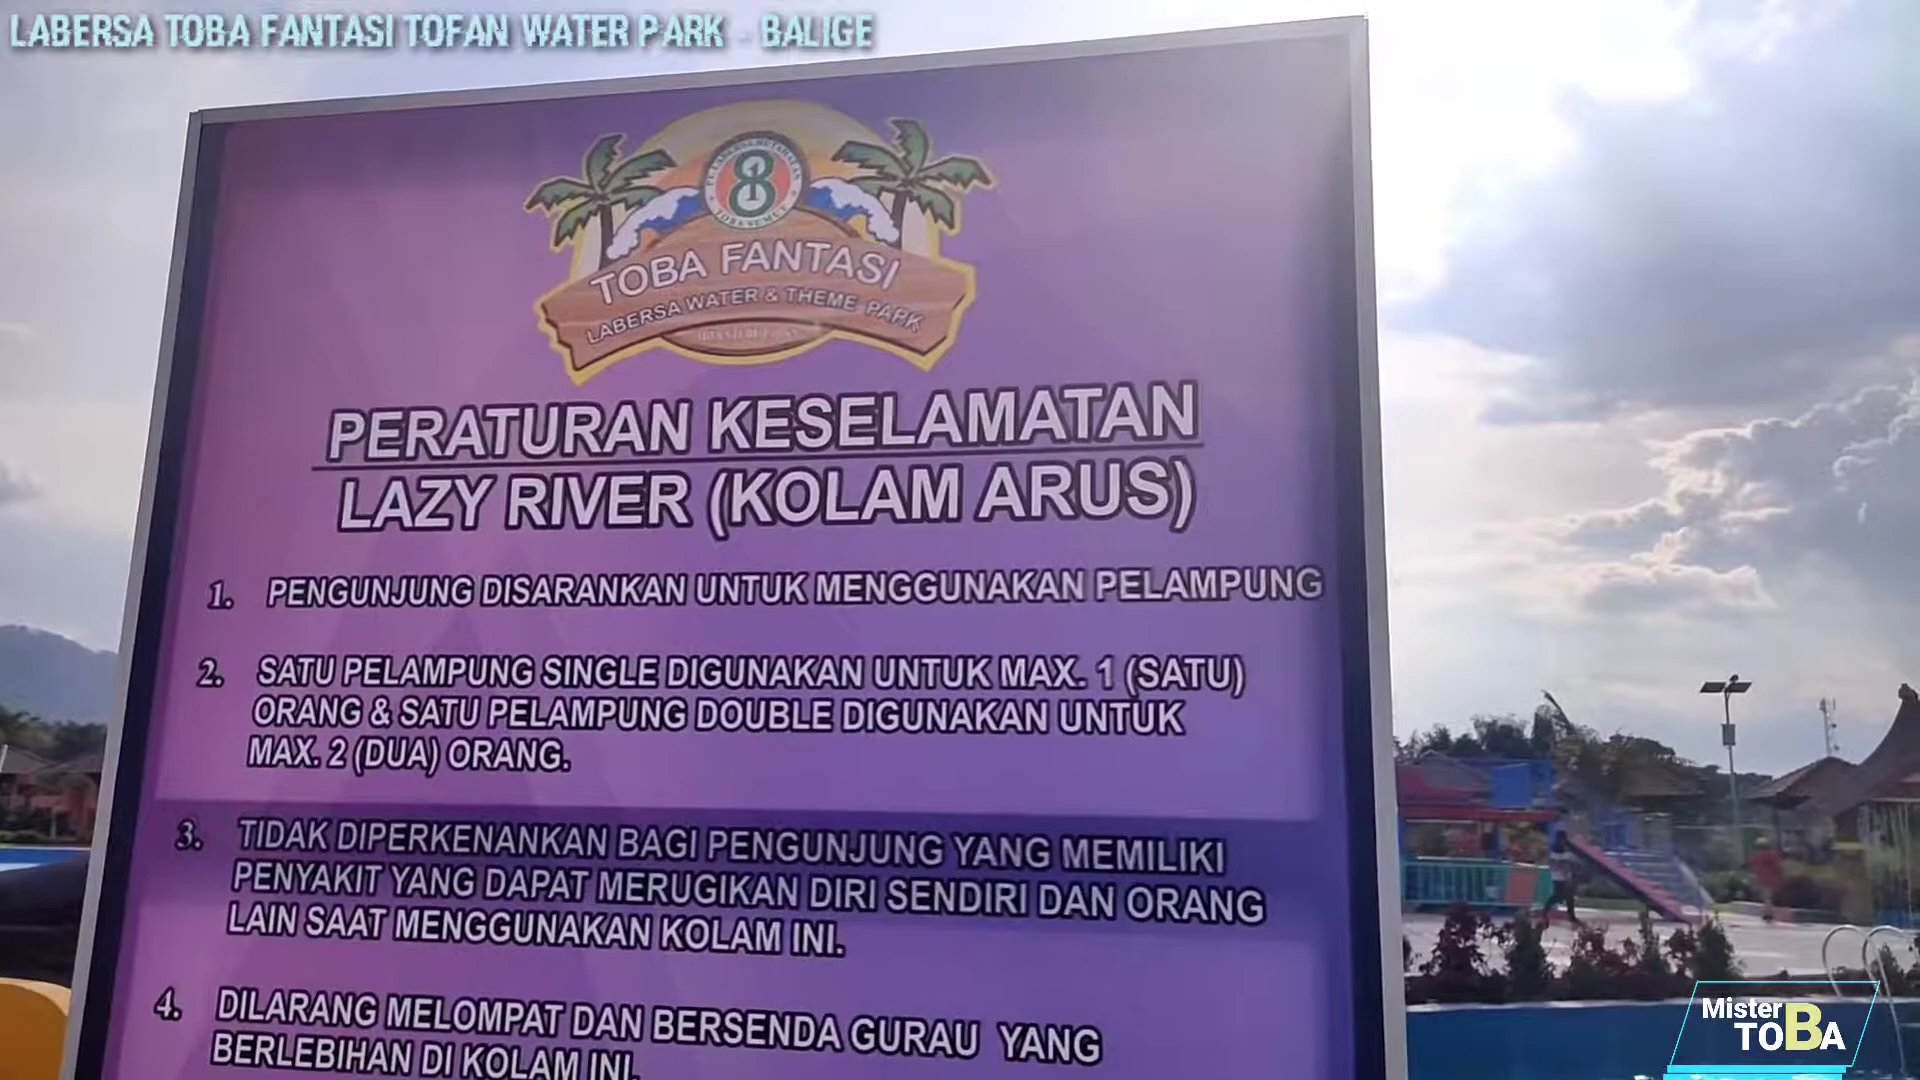 LABERSA TOBA FANTASI TOFAN WATER PARK - BALIGE
8
TOBA FANTASI
LABERSA WATER & THEME PARK
PERATURAN KESELAMATAN
LAZY RIVER (KOLAM ARUS)
1. PENGUNJUNG DISARANKAN UNTUK MENGGUNAKAN PELAMPUNG
2. SATU PELAMPUNG SINGLE DIGUNAKAN UNTUK MAX. 1 (SATU)
ORANG & SATU PELAMPUNG DOUBLE DIGUNAKAN UNTUK
MAX. 2 (DUA) ORANG.
3. TIDAK DIPERKENANKAN BAGI PENGUNJUNG YANG MEMILIKI
PENYAKIT YANG DAPAT MERUGIKAN DIRI SENDIRI DAN ORANG
LAIN SAAT MENGGUNAKAN KOLAM INI.
4. DILARANG MELOMPAT DAN BERSENDA GURAU YANG
BERLEBIHAN DI KOLAM INI.
Mister
TOBA